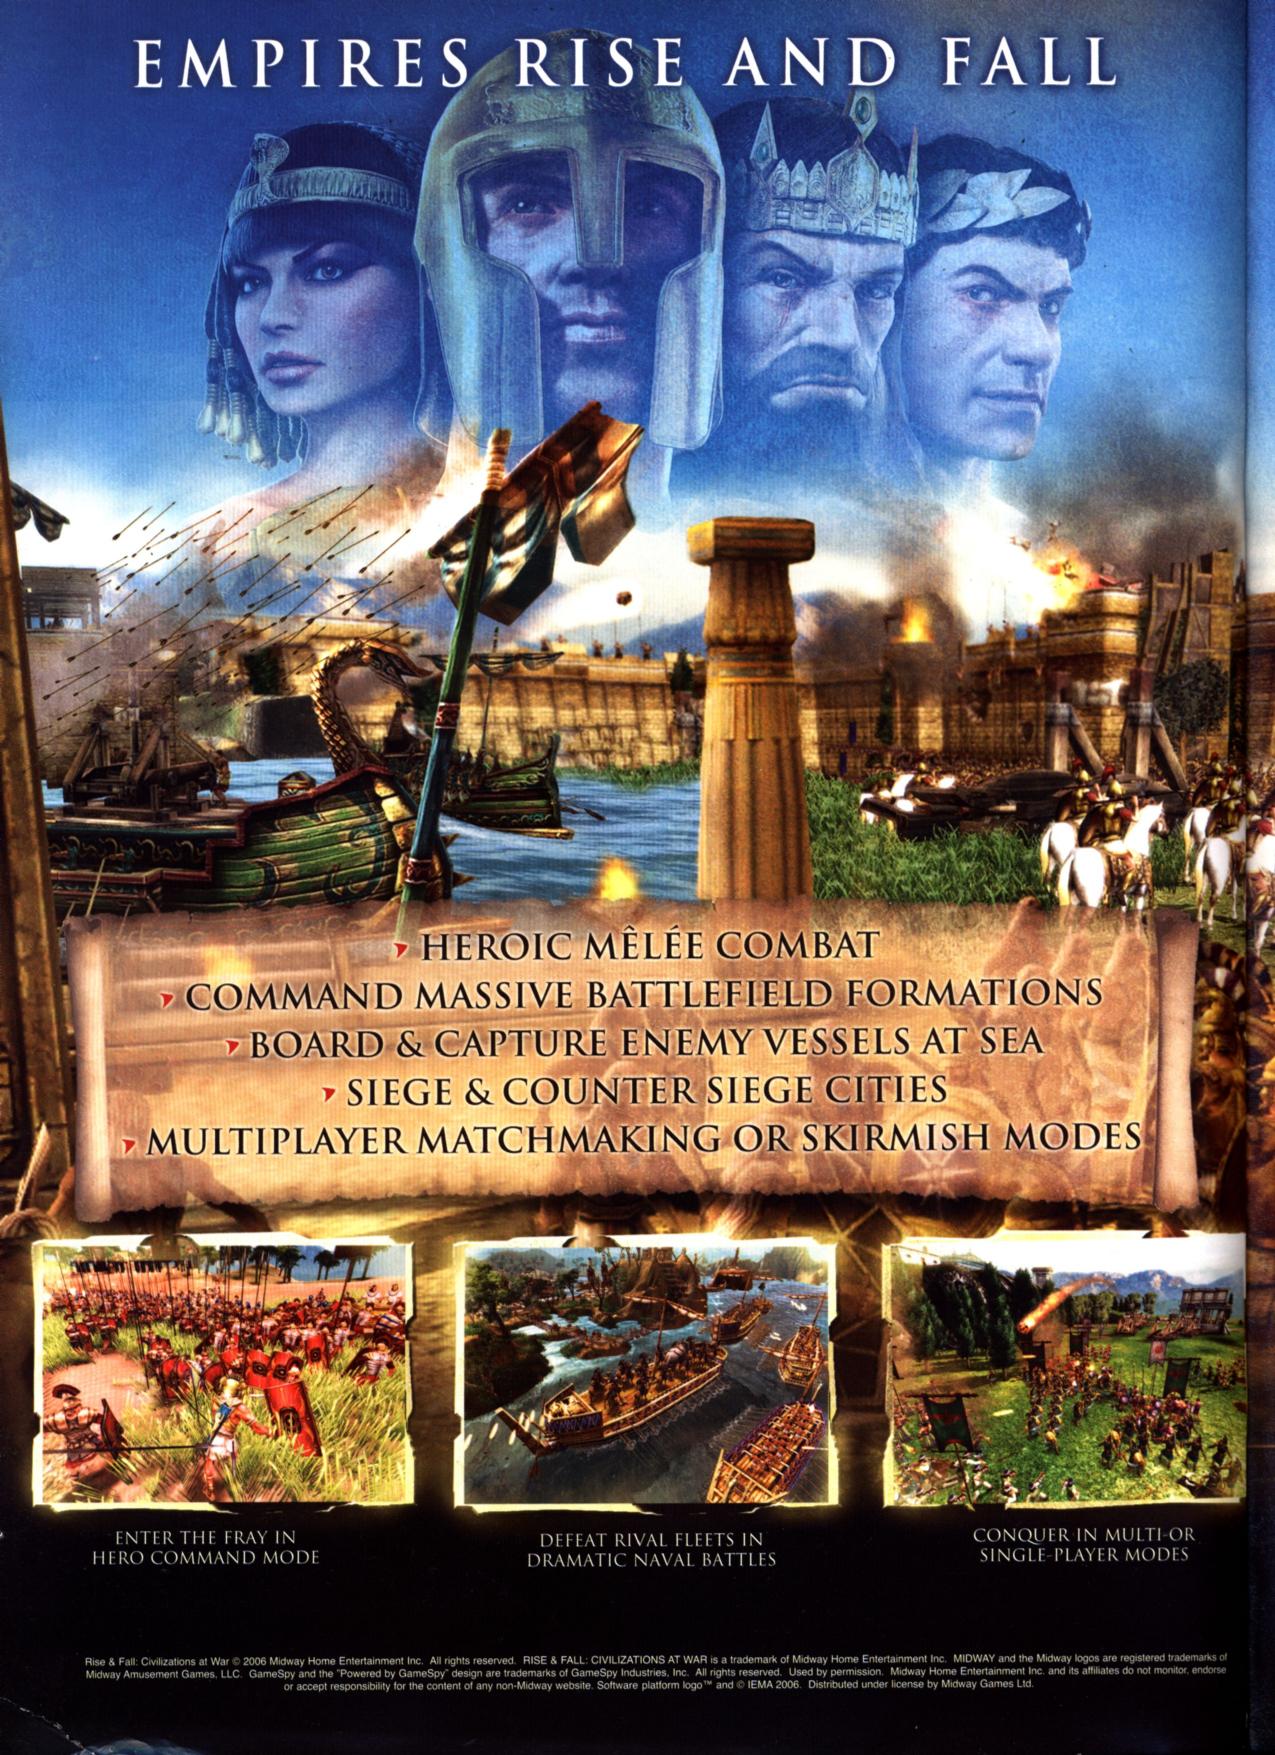 EMPIRES RISE AND FALL
HEROIC MÊLÉE COMBAT
COMMAND MASSIVE BATTLEFIELD FORMATIONS
BOARD & CAPTURE ENEMY VESSELS AT SEA
SIEGE & COUNTER SIEGE CITIES
MULTIPLAYER MATCHMAKING OR SKIRMISH MODES
ENTER THE FRAY IN
HERO COMMAND MODE
DEFEAT RIVAL FLEETS IN
DRAMATIC NAVAL BATTLES
CONQUER IN MULTI-OR
SINGLE-PLAYER MODES
Rise & Fall: Civilizations at War © 2006 Midway Home Entertainment Inc. All rights reserved. RISE & FALL: CIVILIZATIONS AT WAR is a trademark of Midway Home Entertainment Inc. MIDWAY and the Midway logos are registered trademarks of
Midway Amusement Games, LLC. GameSpy and the "Powered by GameSpy" design are trademarks of GameSpy Industries, Inc. All rights reserved. Used by permission. Midway Home Entertainment Inc. and its affiliates do not monitor, endorse
or accept responsibility for the content of any non-Midway website. Software platform logo™ and © IEMA 2006. Distributed under license by Midway Games Ltd.